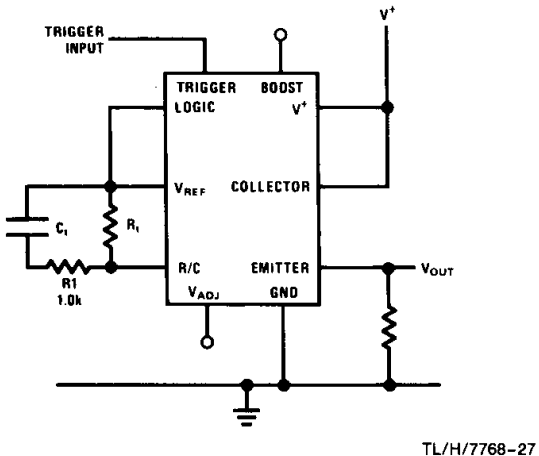 V+
TRIGGER
INPUT
TRIGGER
BOOST
LOGIC
V+
VREF
COLLECTOR
Ct
Rt
R/C
EMITTER
VOUT
R1
1.0k
VADJ
GND
TL/H/7768-27